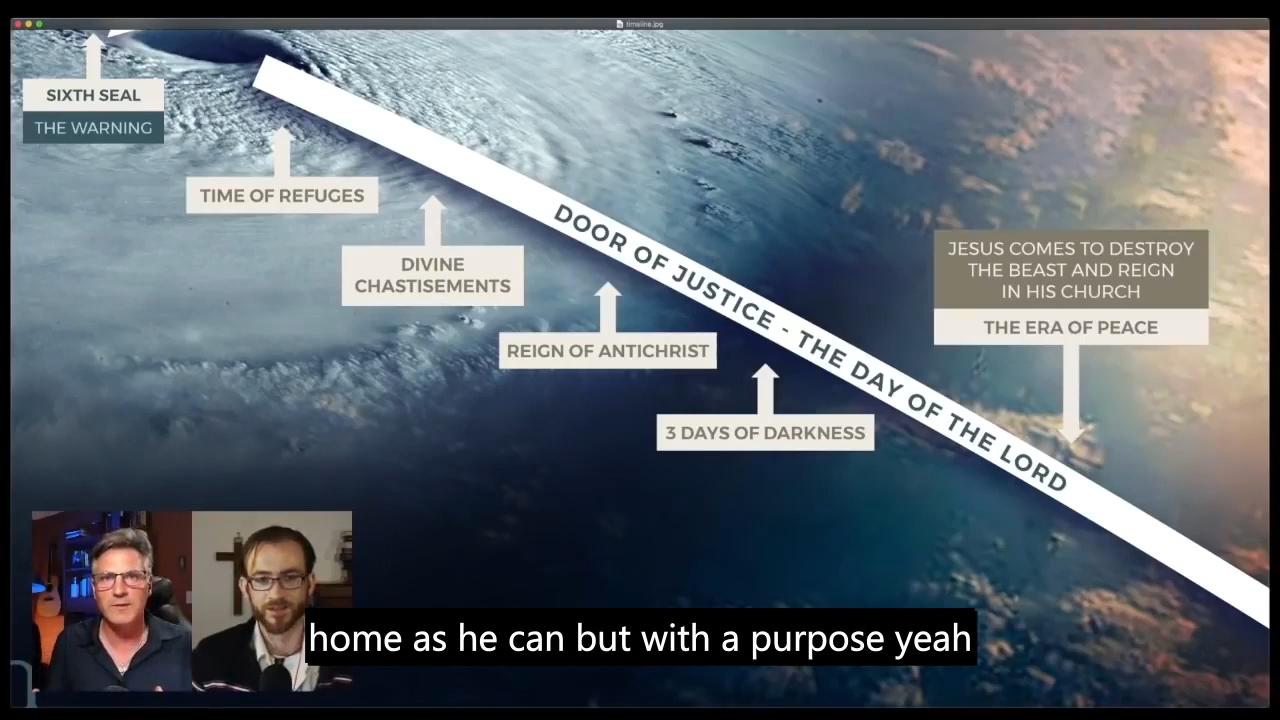 timeline.jpg
SIXTH SEAL
THE WARNING
TIME OF REFUGES
DIVINE
CHASTISEMENTS
REIGN OF ANTICHRIST
3 DAYS OF DARKNESS
DOOR OF JUSTICE - THE DAY OF THE LORD
JESUS COMES TO DESTROY
THE BEAST AND REIGN
IN HIS CHURCH
THE ERA OF PEACE
home as he can but with a purpose yeah